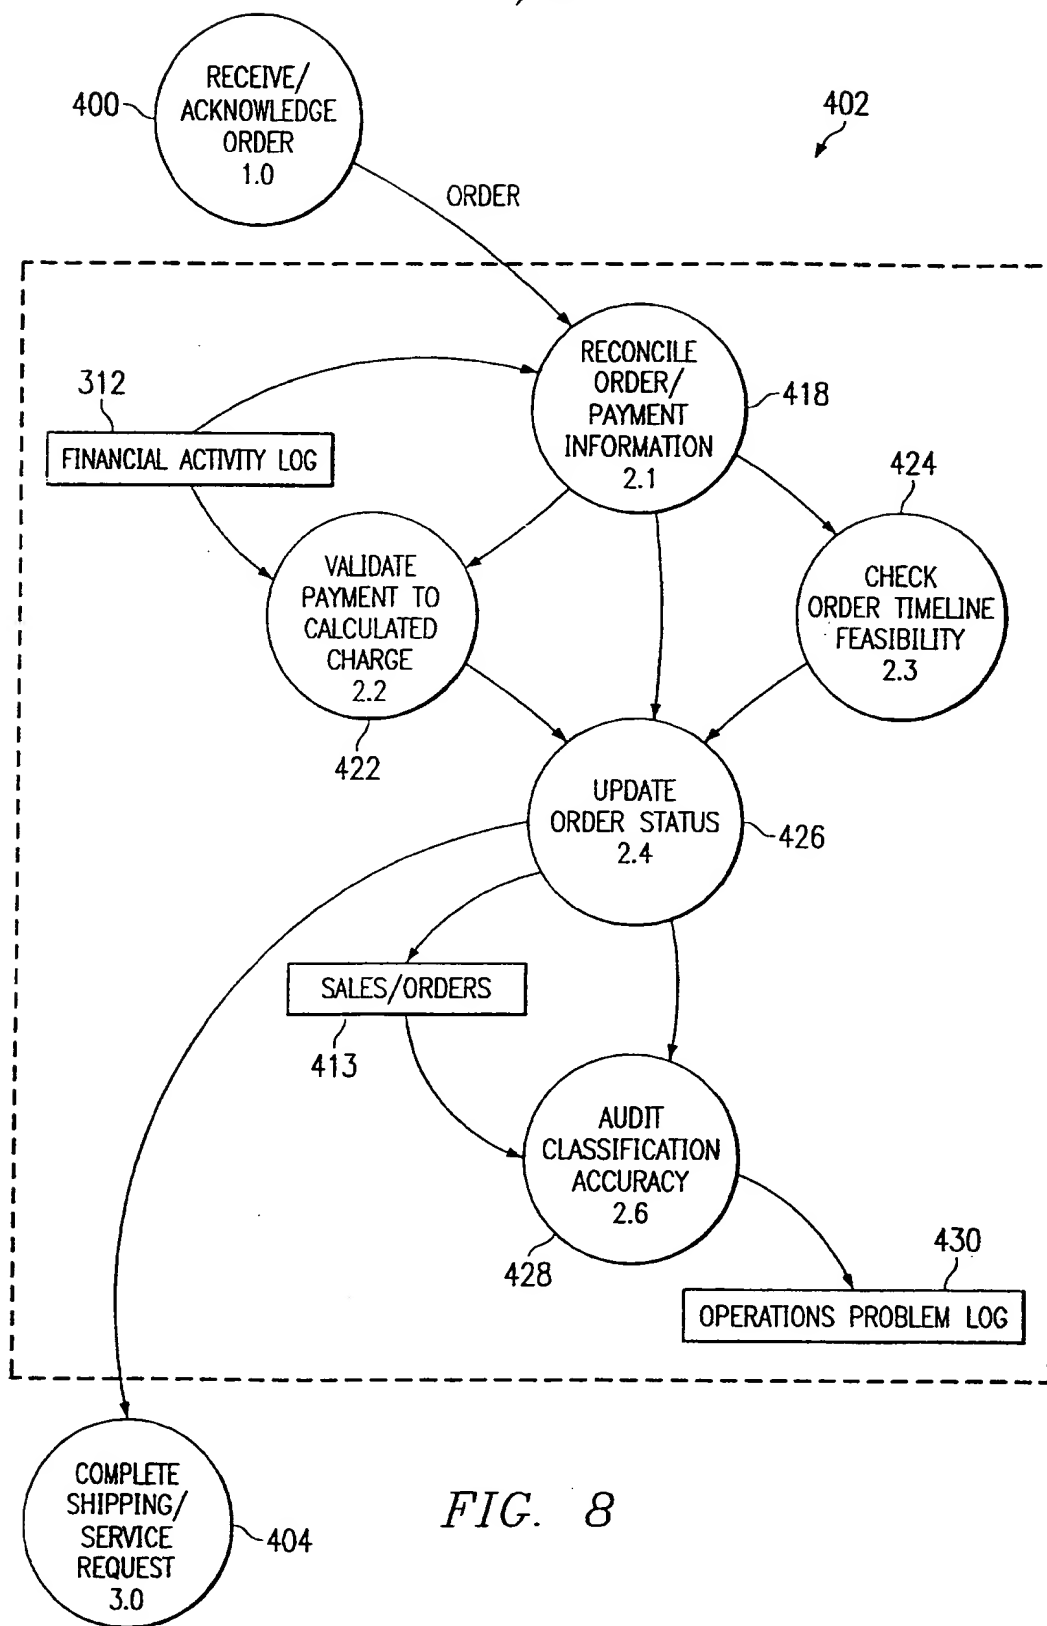 RECEIVE/
ACKNOWLEDGE
ORDER
1.0
400
402
ORDER
RECONCILE
ORDER/
PAYMENT
INFORMATION
2.1
418
312
FINANCIAL ACTIVITY LOG
424
VALIDATE
PAYMENT TO
CALCULATED
CHARGE
2.2
422
CHECK
ORDER TIMELINE
FEASIBILITY
2.3
UPDATE
ORDER STATUS
2.4
426
SALES/ORDERS
413
AUDIT
CLASSIFICATION
ACCURACY
2.6
428
430
OPERATIONS PROBLEM LOG
COMPLETE
SHIPPING/
SERVICE
REQUEST
3.0
404
FIG. 8